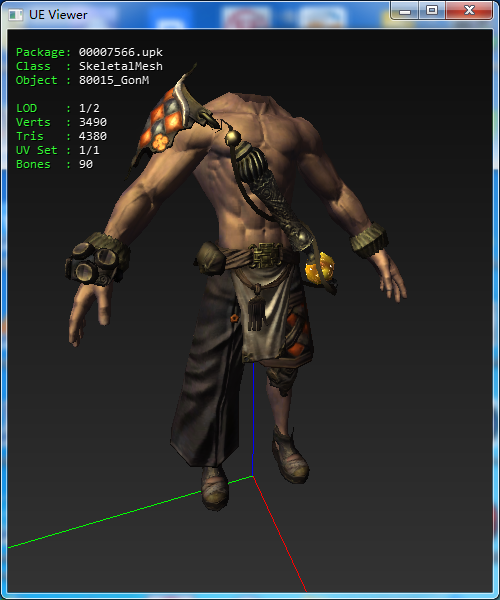 UE Viewer
Package: 00007566.upk
Class : SkeletalMesh
Object : 80015_GonM
LOD : 1/2
Verts : 3490
Tris : 4380
UV Set : 1/1
Bones : 90